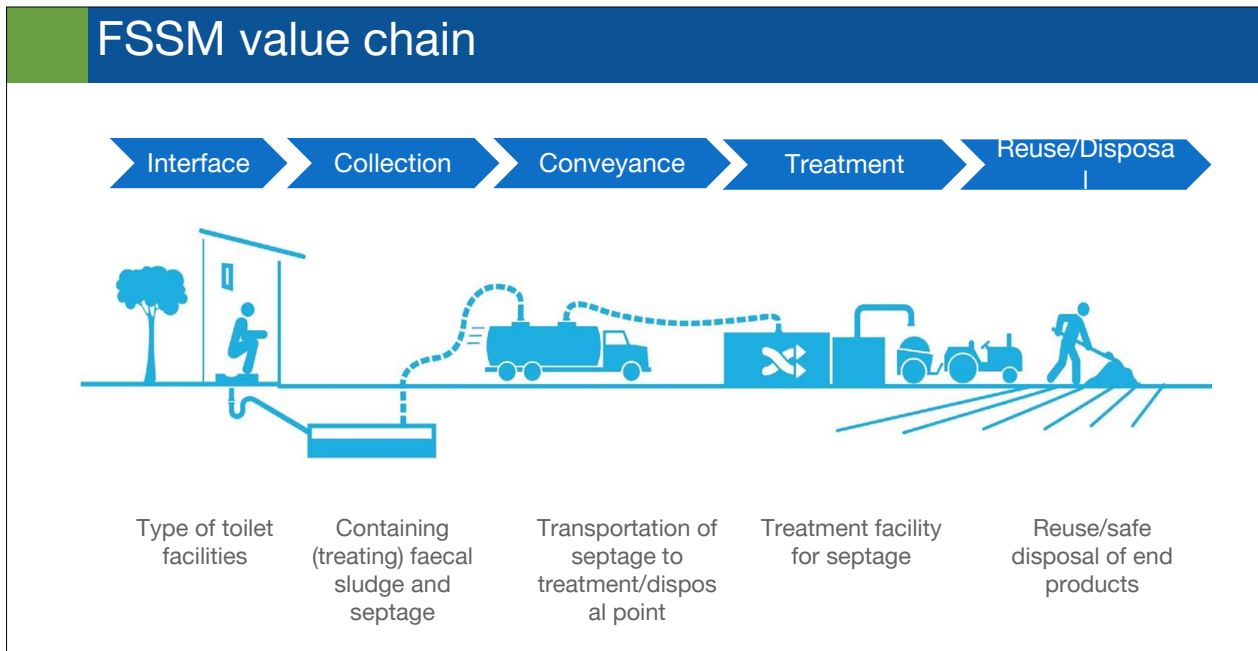 FSSM value chain
Interface
Collection
Conveyance
Treatment
Reuse/Disposa
l
Type of toilet
facilities
Containing
(treating) faecal
sludge and
septage
Transportation of
septage to
treatment/dispos
al point
Treatment facility
for septage
Reuse/safe
disposal of end
products